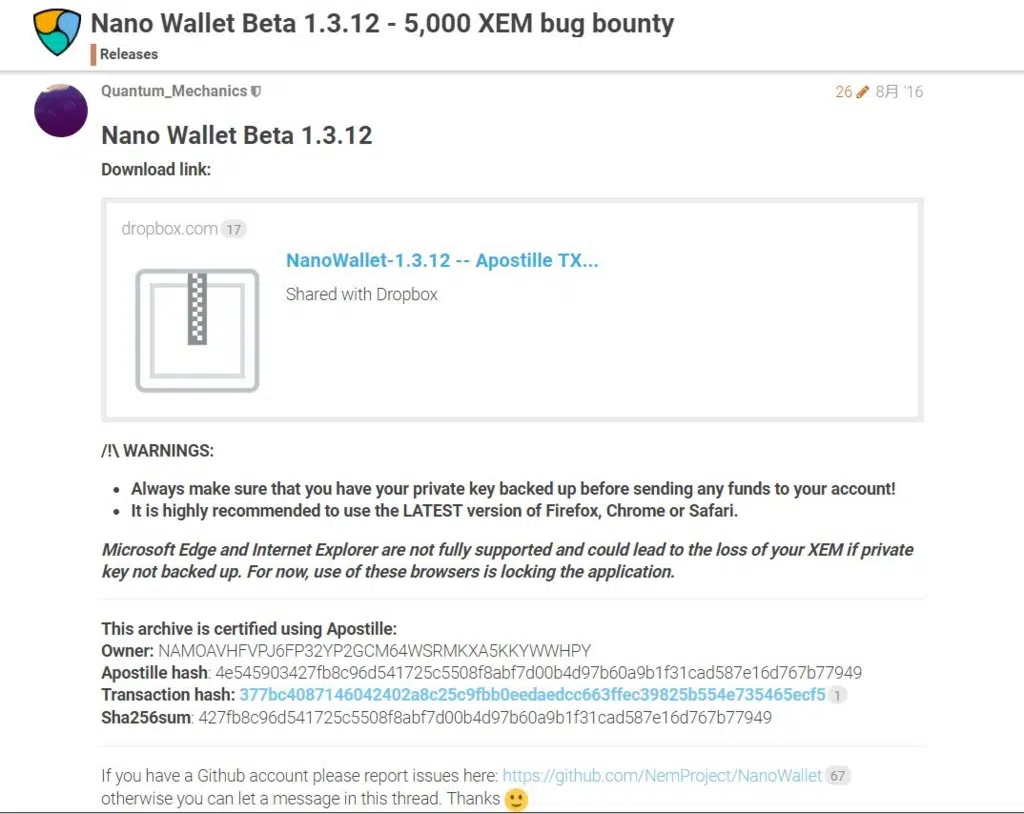 Nano Wallet Beta 1.3.12 - 5,000 XEM bug bounty
Releases
Quantum_Mechanics
26 8月 '16
Nano Wallet Beta 1.3.12
Download link:
dropbox.com 17
NanoWallet-1.3.12 -- Apostille TX...
Shared with Dropbox
/!\ WARNINGS:
• Always make sure that you have your private key backed up before sending any funds to your account!
• It is highly recommended to use the LATEST version of Firefox, Chrome or Safari.
Microsoft Edge and Internet Explorer are not fully supported and could lead to the loss of your XEM if private
key not backed up. For now, use of these browsers is locking the application.
This archive is certified using Apostille:
Owner: NAMOAVHFVPJ6FP32YP2GCM64WSRMKXA5KKYWWHPY
Apostille hash: 4e545903427fb8c96d541725c5508f8abf7d00b4d97b60a9b1f31cad587e16d767b77949
Transaction hash: 377bc4087146042402a8c25c9fbb0eedaedcc663ffec39825b554e735465ecf5 1
Sha256sum: 427fb8c96d541725c5508f8abf7d00b4d97b60a9b1f31cad587e16d767b77949
If you have a Github account please report issues here: https://github.com/NemProject/NanoWallet 67
otherwise you can let a message in this thread. Thanks